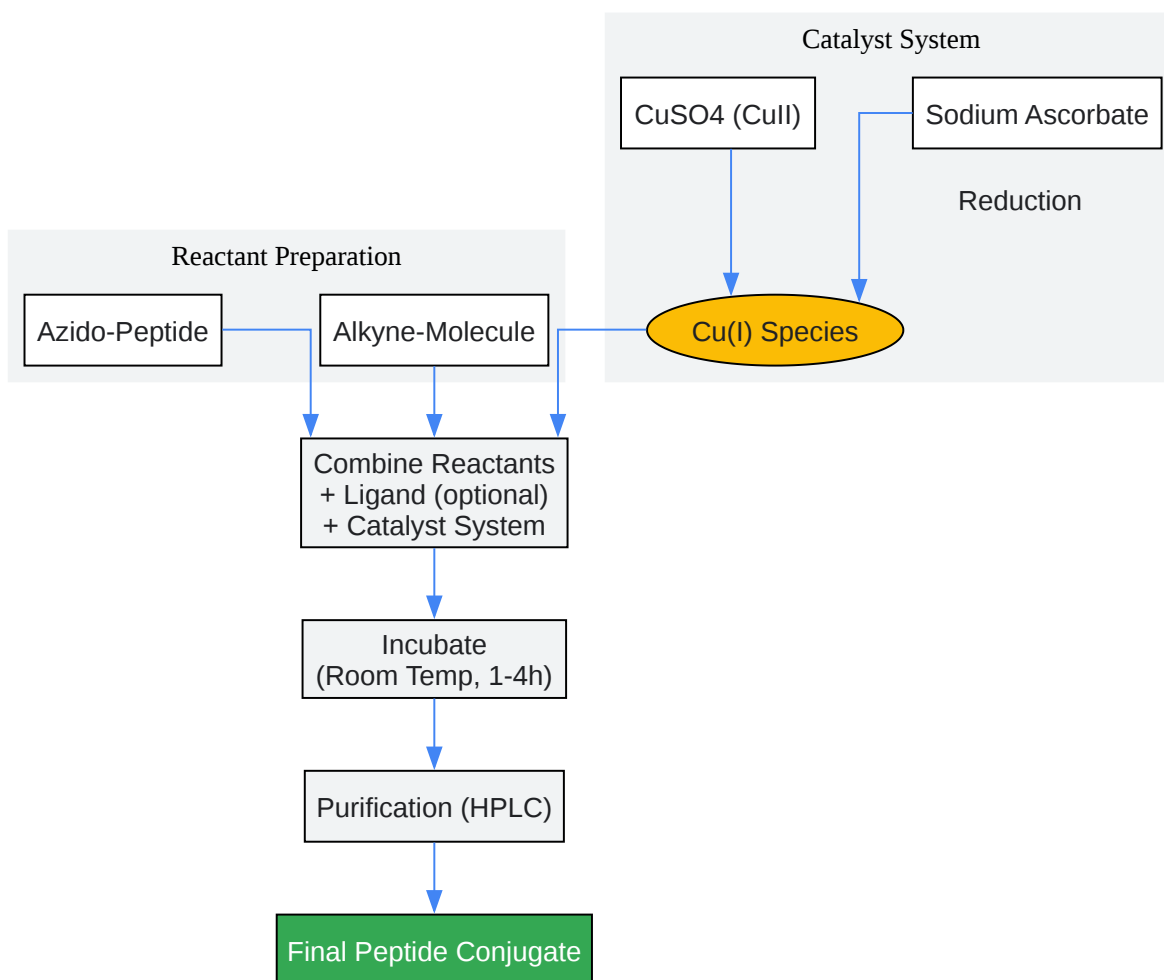 Catalyst System
CuSO4 (CuII)
Sodium Ascorbate
Reduction
Reactant Preparation
Azido-Peptide
Alkyne-Molecule
Cu(I) Species
Combine Reactants
+ Ligand (optional)
+ Catalyst System
Incubate
(Room Temp, 1-4h)
Purification (HPLC)
Final Peptide Conjugate